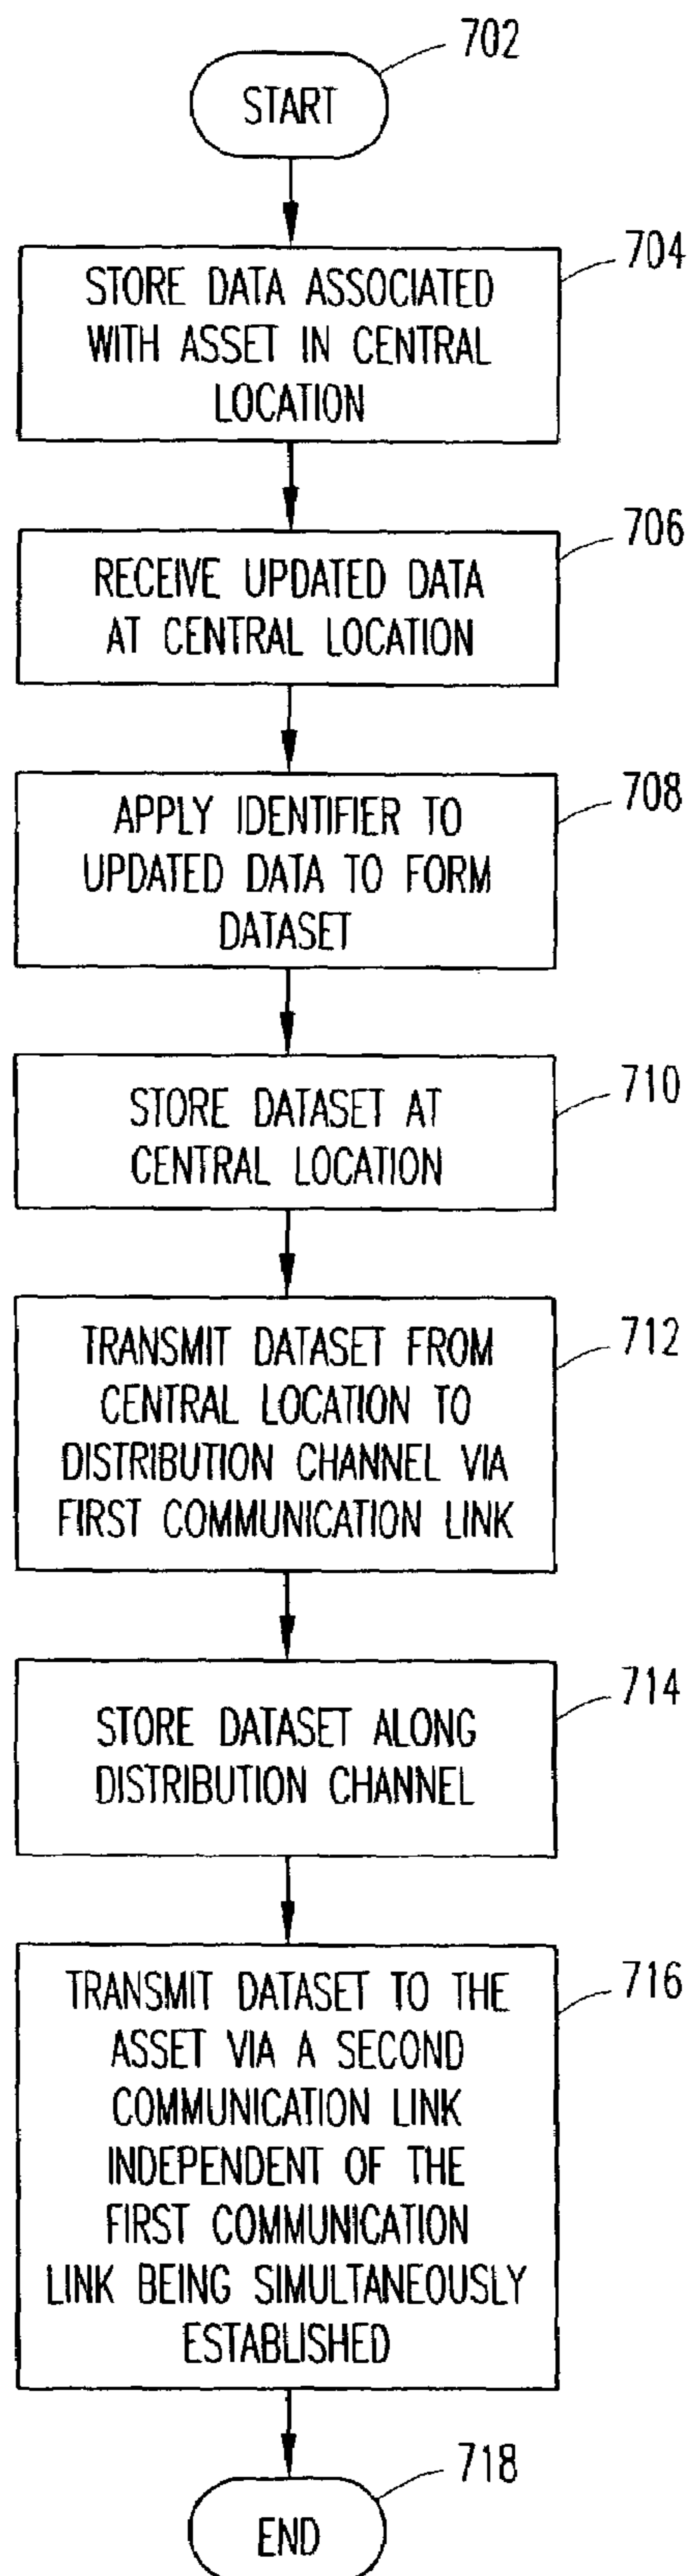 702
START
704
STORE DATA ASSOCIATED
WITH ASSET IN CENTRAL
LOCATION
706
RECEIVE UPDATED DATA
AT CENTRAL LOCATION
708
APPLY IDENTIFIER TO
UPDATED DATA TO FORM
DATASET
710
STORE DATASET AT
CENTRAL LOCATION
712
TRANSMIT DATASET FROM
CENTRAL LOCATION TO
DISTRIBUTION CHANNEL VIA
FIRST COMMUNICATION LINK
714
STORE DATASET ALONG
DISTRIBUTION CHANNEL
716
TRANSMIT DATASET TO THE
ASSET VIA A SECOND
COMMUNICATION LINK
INDEPENDENT OF THE
FIRST COMMUNICATION
LINK BEING SIMULTANEOUSLY
ESTABLISHED
718
END